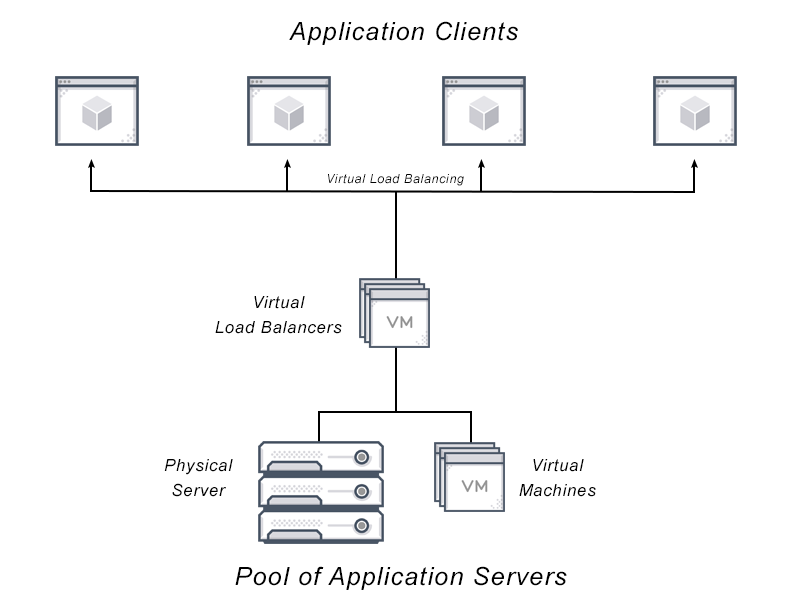 Application Clients
Virtual Load Balancing
Virtual
Load Balancers
VM
Physical
Server
VM
Virtual
Machines
Pool of Application Servers